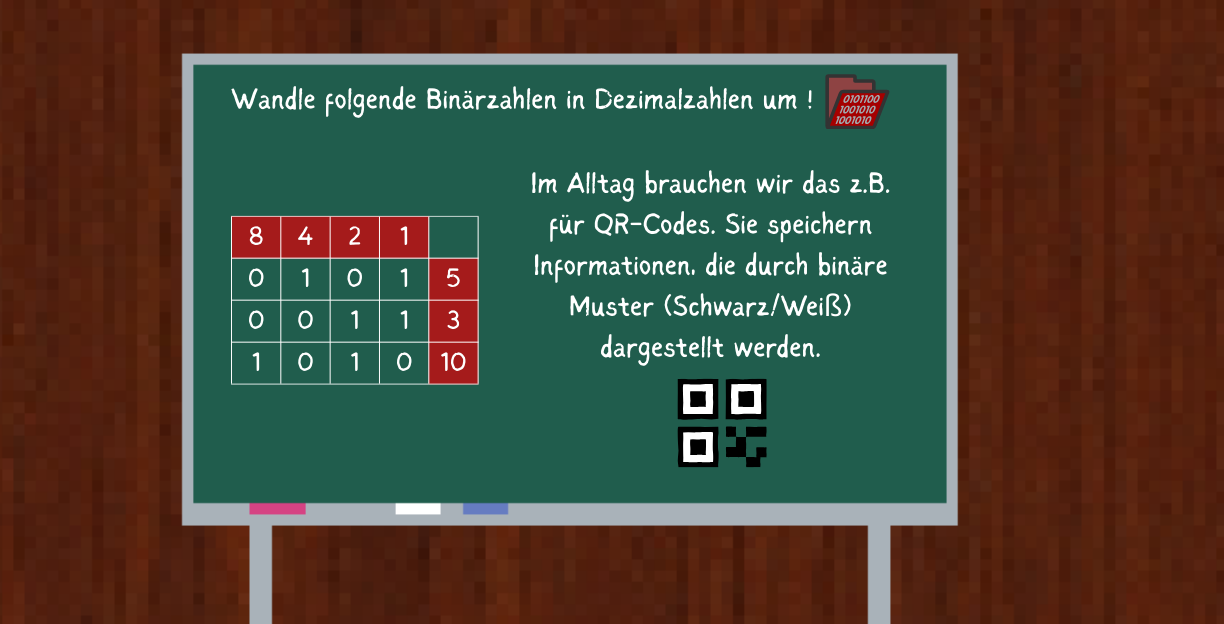 Wandle folgende Binärzahlen in Dezimalzahlen um !
0101100
1001010
1001010
Im Alltag brauchen wir das z.B.
für QR-Codes. Sie speichern
Informationen, die durch binäre
Muster (Schwarz/Weiß)
dargestellt werden.
8 4 2 1
0 1 0 1 5
0 0 1 1 3
1 0 1 0 10